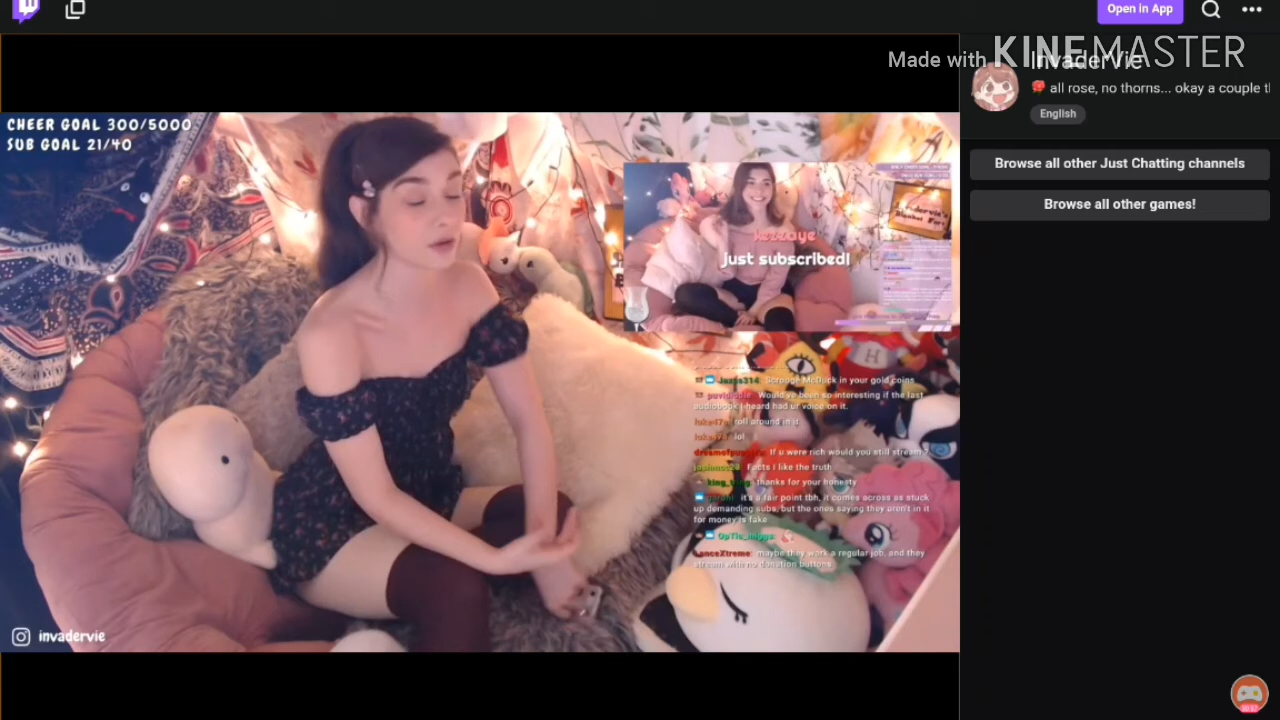 Open in App
Made with KINEMASTER
InvaderVie
all rose, no thorns... okay a couple t
English
Browse all other Just Chatting channels
Browse all other games!
CHEER GOAL 300/5000
SUB GOAL 21/40
kezzaye
just subscribed!
Scrooge McDuck in your gold coins
Would've been so interesting if the last
audiobook I heard had ur voice on it.
roll around in it
lol
If u were rich would you still stream?
Facts i like the truth
thanks for your honesty
it's a fair point tbh, it comes across as stuck
up demanding subs, but the ones saying they aren't in it
for money is fake
LanceXtreme: maybe they work a regular job, and they
stream with no donation buttons
H
invadervie